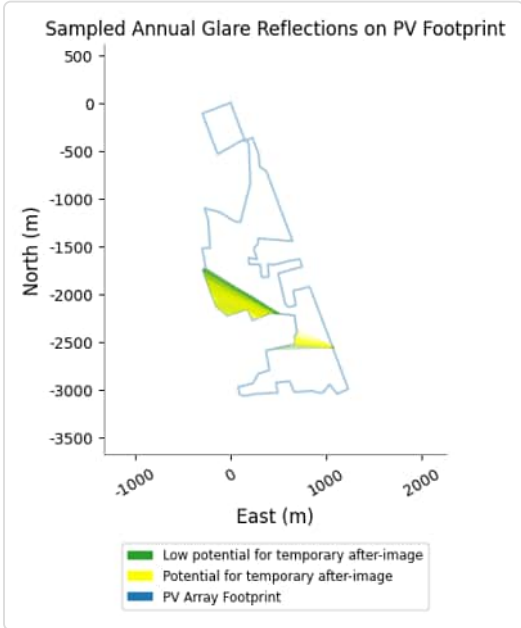 Sampled Annual Glare Reflections on PV Footprint
500
0
-500
-1000
-1500
-2000
-2500
-3000
-3500
North (m)
-1000
0
1000
2000
East (m)
Low potential for temporary after-image
Potential for temporary after-image
PV Array Footprint